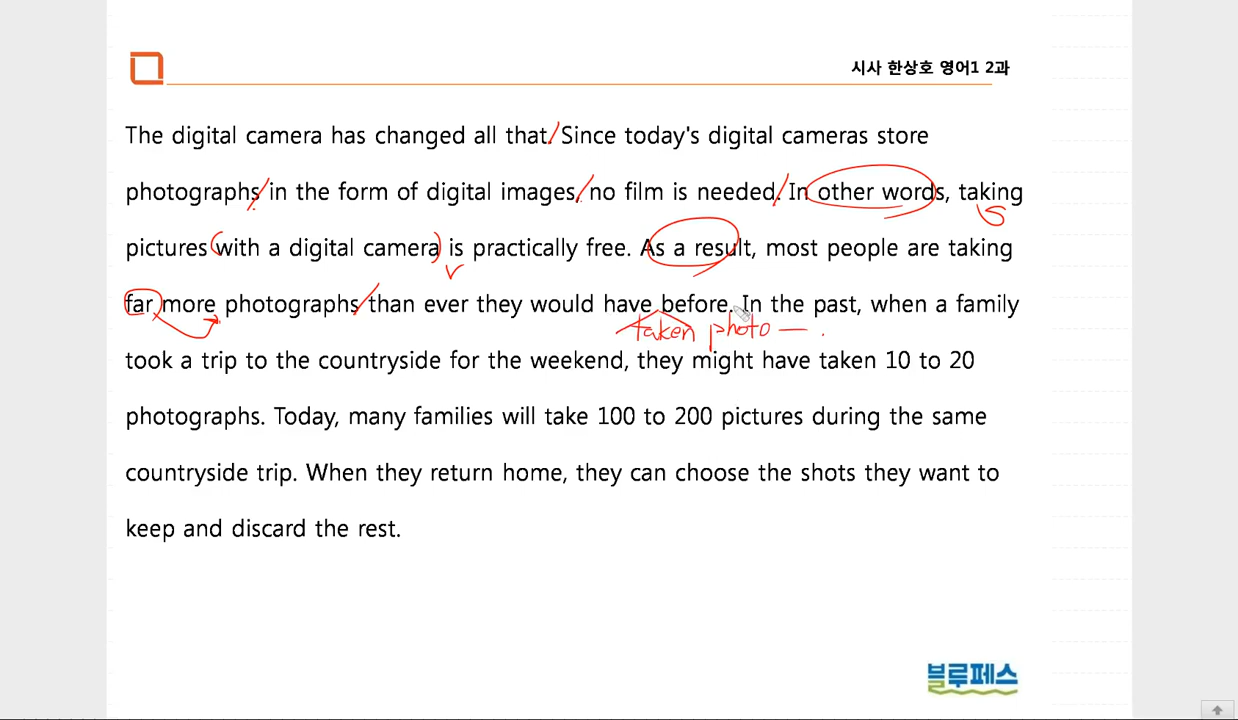 시사 한상호 영어1 2과
The digital camera has changed all that. Since today's digital cameras store
photographs in the form of digital images, no film is needed. In other words, taking
S
pictures with a digital camera is practically free. As a result, most people are taking
V
far more photographs than ever they would have before. In the past, when a family
taken photo — .
took a trip to the countryside for the weekend, they might have taken 10 to 20
photographs. Today, many families will take 100 to 200 pictures during the same
countryside trip. When they return home, they can choose the shots they want to
keep and discard the rest.
블루페스